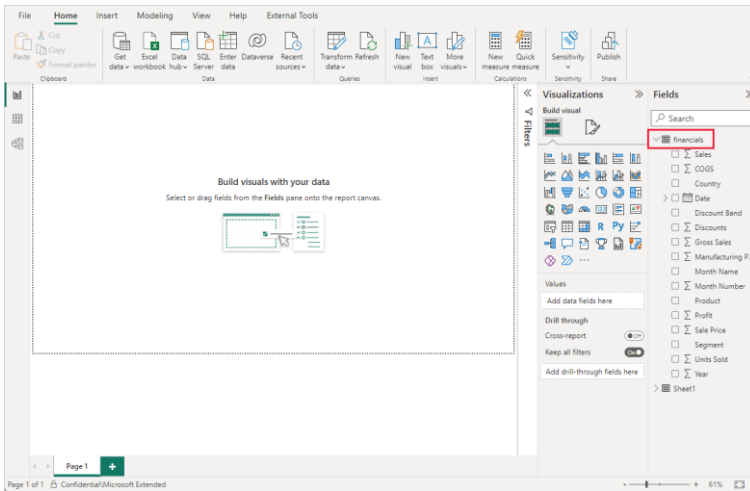 File Home Insert Modeling View Help External Tools
Paste
Cut
Copy
Format painter
Clipboard
Get data
Excel workbook
Data hub
SQL Server
Enter data
Dataverse
Recent sources
Data
Transform data
Refresh
Queries
New visual
Text box
More visuals
Insert
New measure
Quick measure
Calculations
Sensitivity
Sensitivity
Publish
Share
Build visuals with your data
Select or drag fields from the Fields pane onto the report canvas.
Filters
Visualizations
Build visual
R Py
Values
Add data fields here
Drill through
Cross-report Off
Keep all filters On
Add drill-through fields here
Fields
Search
financials
Sales
COGS
Country
Date
Discount Band
Discounts
Gross Sales
Manufacturing P...
Month Name
Month Number
Product
Profit
Sale Price
Segment
Units Sold
Year
Sheet1
Page 1
Page 1 of 1 Confidential\Microsoft Extended
61%